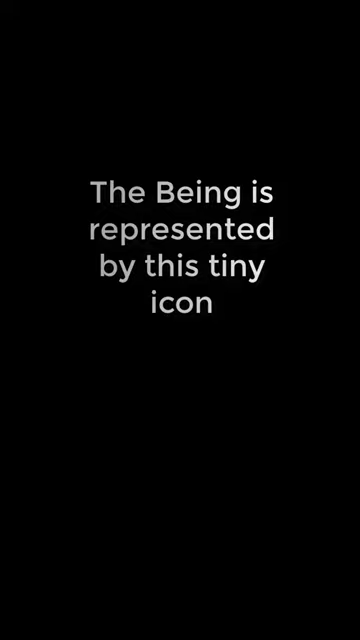 The Being is
represented
by this tiny
icon